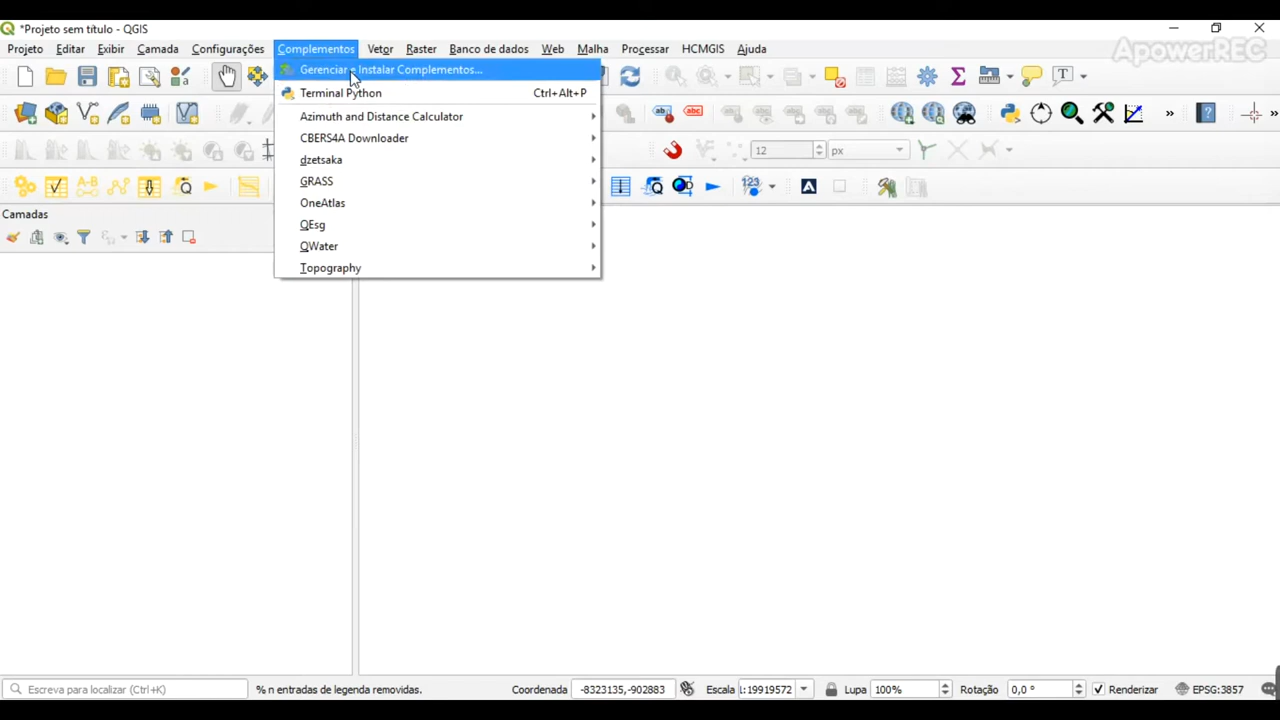 *Projeto sem título - QGIS
Projeto Editar Exibir Camada Configurações Complementos Vetor Raster Banco de dados Web Malha Processar HCMGIS Ajuda
ApowerREC
Gerenciar e Instalar Complementos...
Terminal Python Ctrl+Alt+P
Azimuth and Distance Calculator
CBERS4A Downloader
dzetsaka
GRASS
OneAtlas
QEsg
QWater
Topography
12 px
Camadas
Escreva para localizar (Ctrl+K) % n entradas de legenda removidas. Coordenada -8323135,-902883 Escala 1:19919572 Lupa 100% Rotação 0,0 ° Renderizar EPSG:3857